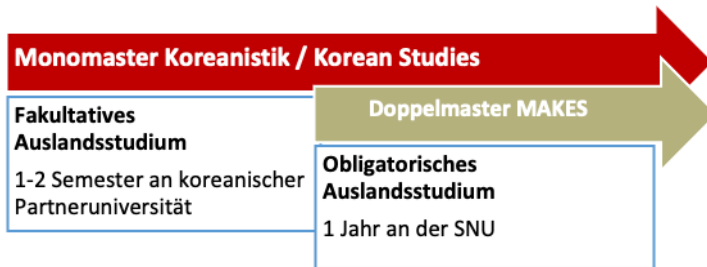 Monomaster Koreanistik / Korean Studies
Fakultatives
Auslandsstudium
1-2 Semester an koreanischer
Partneruniversität
Doppelmaster MAKES
Obligatorisches
Auslandsstudium
1 Jahr an der SNU